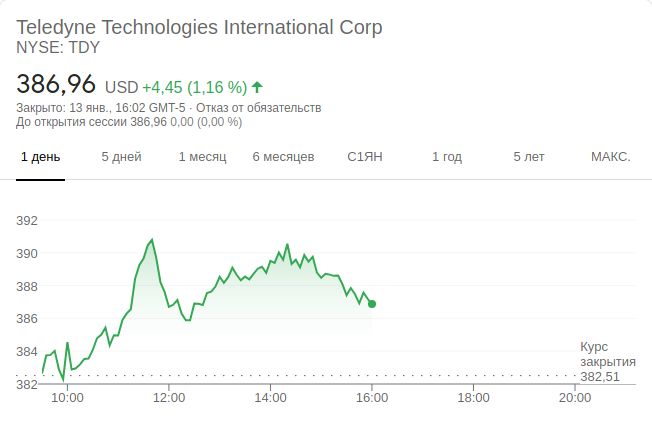 Teledyne Technologies International Corp
NYSE: TDY
386,96 USD +4,45 (1,16 %)
Закрыто: 13 янв., 16:02 GMT-5 · Отказ от обязательств
До открытия сессии 386,96 0,00 (0,00 %)
1 день 5 дней 1 месяц 6 месяцев С1ЯН 1 год 5 лет МАКС.
392
390
388
386
384
382
Курс
закрытия
382,51
10:00 12:00 14:00 16:00 18:00 20:00